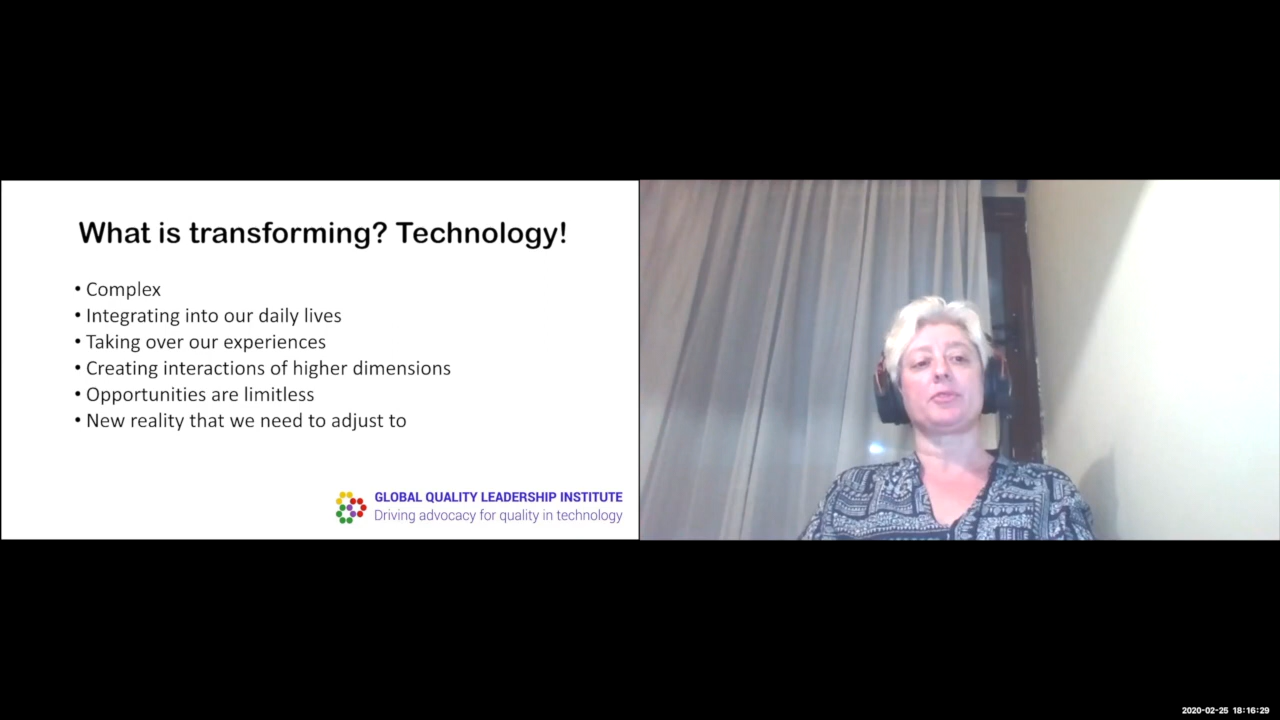 What is transforming? Technology!
• Complex
• Integrating into our daily lives
• Taking over our experiences
• Creating interactions of higher dimensions
• Opportunities are limitless
• New reality that we need to adjust to
GLOBAL QUALITY LEADERSHIP INSTITUTE
Driving advocacy for quality in technology
2020-02-25 18:16:29